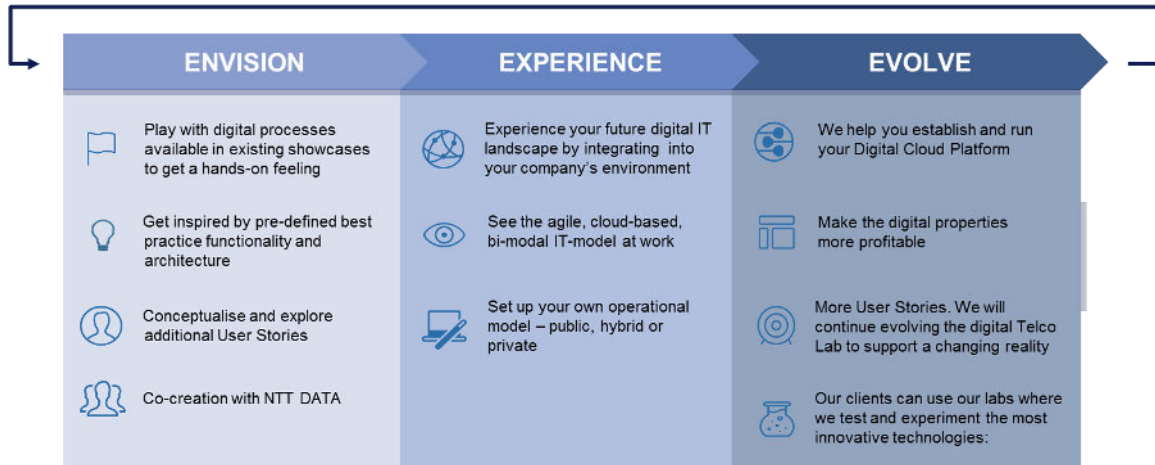 ENVISION
Play with digital processes
available in existing showcases
to get a hands-on feeling
Get inspired by pre-defined best
practice functionality and
architecture
Conceptualise and explore
additional User Stories
Co-creation with NTT DATA
EXPERIENCE
Experience your future digital IT
landscape by integrating into
your company's environment
See the agile, cloud-based,
bi-modal IT-model at work
Set up your own operational
model – public, hybrid or
private
EVOLVE
We help you establish and run
your Digital Cloud Platform
Make the digital properties
more profitable
More User Stories. We will
continue evolving the digital Telco
Lab to support a changing reality
Our clients can use our labs where
we test and experiment the most
innovative technologies: